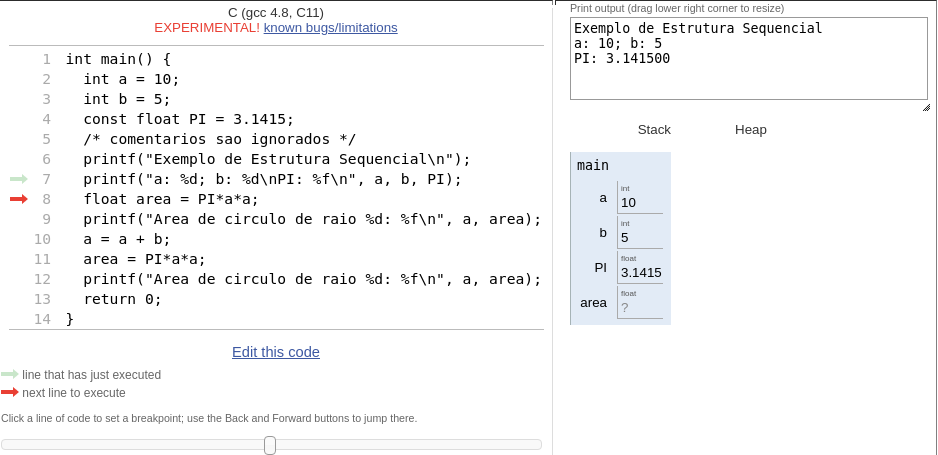 C (gcc 4.8, C11)
EXPERIMENTAL! known bugs/limitations
1 int main() {
2 int a = 10;
3 int b = 5;
4 const float PI = 3.1415;
5 /* comentarios sao ignorados */
6 printf("Exemplo de Estrutura Sequencial\n");
7 printf("a: %d; b: %d\nPI: %f\n", a, b, PI);
8 float area = PI*a*a;
9 printf("Area de circulo de raio %d: %f\n", a, area);
10 a = a + b;
11 area = PI*a*a;
12 printf("Area de circulo de raio %d: %f\n", a, area);
13 return 0;
14 }
Edit this code
line that has just executed
next line to execute
Click a line of code to set a breakpoint; use the Back and Forward buttons to jump there.
Print output (drag lower right corner to resize)
Exemplo de Estrutura Sequencial
a: 10; b: 5
PI: 3.141500
Stack Heap
main
int
a 10
int
b 5
float
PI 3.1415
float
area ?